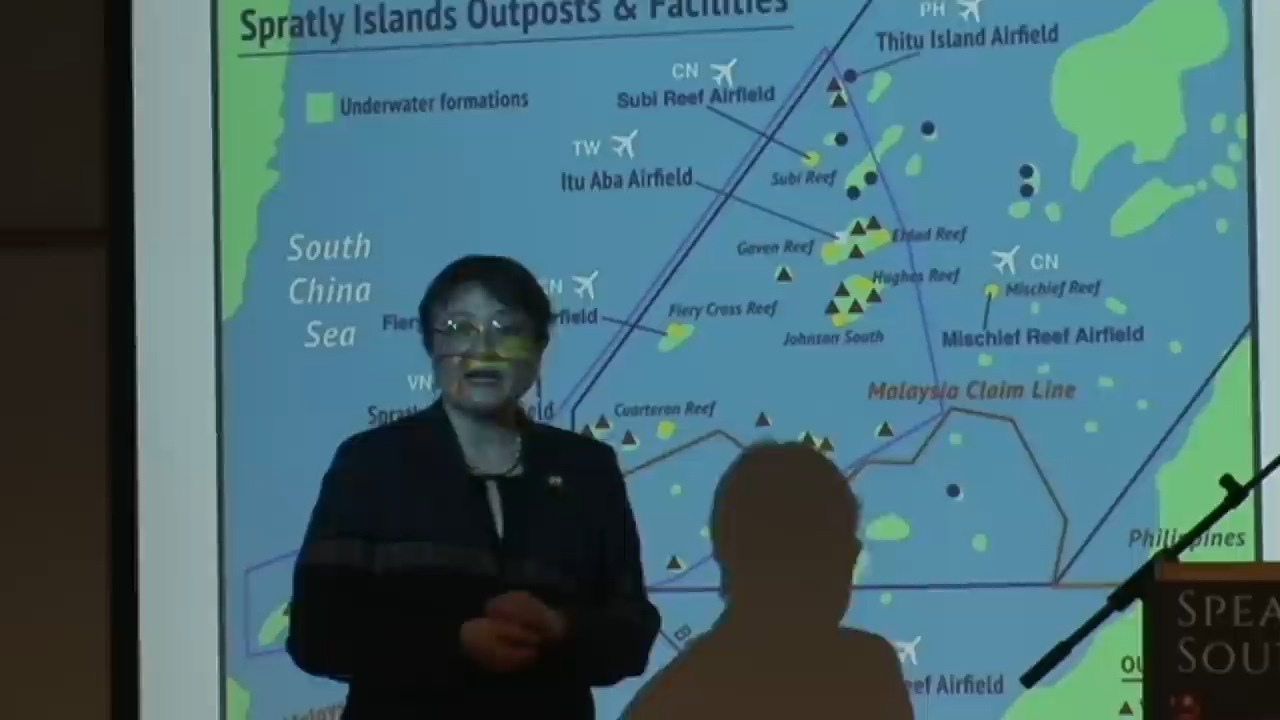 Spratly Islands Outposts & Facilities
PH
Thitu Island Airfield
CN
Subi Reef Airfield
Underwater formations
TW
Itu Aba Airfield
Subi Reef
South
China
Sea
Gaven Reef
Eldad Reef
Hughes Reef
CN
Mischief Reef
Fiery Cross Reef
Johnson South
Mischief Reef Airfield
VN
Malaysia Claim Line
Cuarteron Reef
Philippines
Airfield